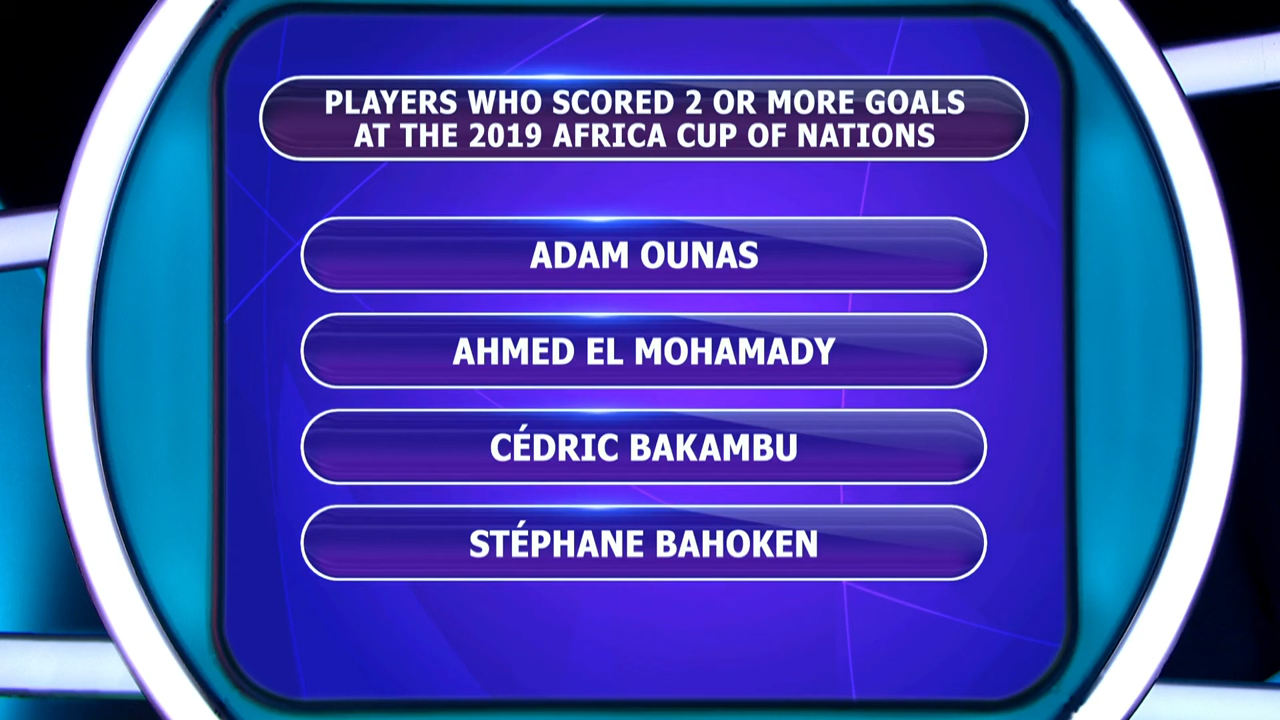 PLAYERS WHO SCORED 2 OR MORE GOALS
AT THE 2019 AFRICA CUP OF NATIONS
ADAM OUNAS
AHMED EL MOHAMADY
CÉDRIC BAKAMBU
STÉPHANE BAHOKEN